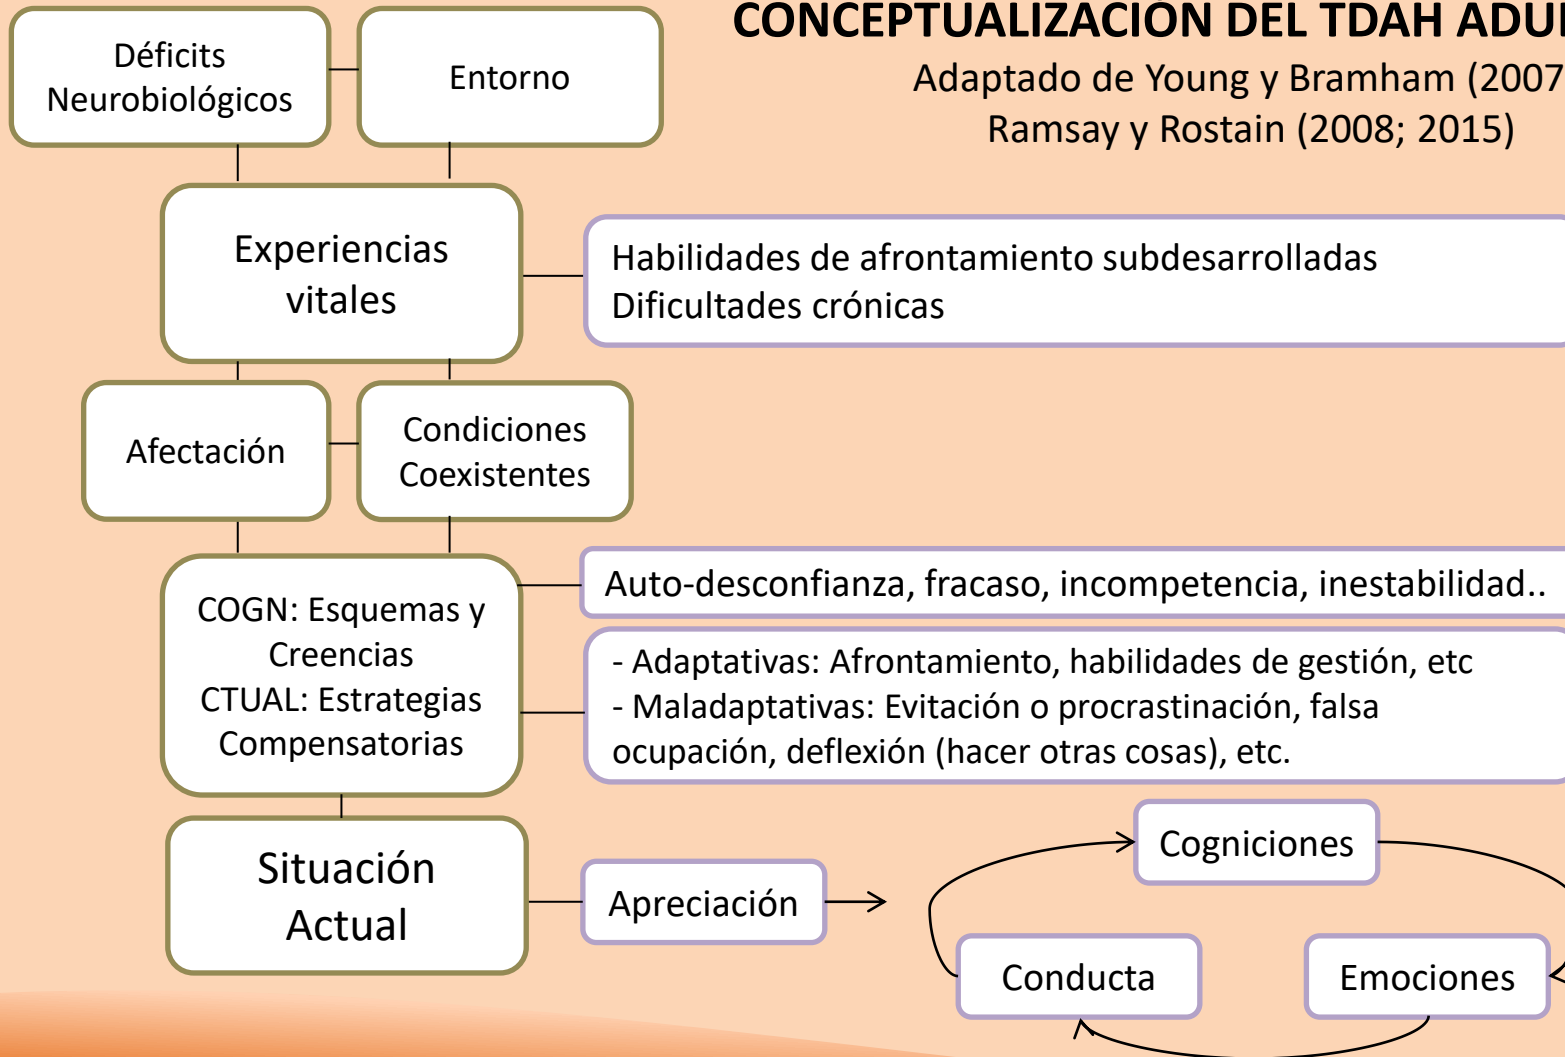 CONCEPTUALIZACIÓN DEL TDAH
Adaptado de Young y Bramham (2007
Ramsay y Rostain (2008; 2015)
Déficits
Neurobiológicos
Entorno
Experiencias
vitales
Habilidades de afrontamiento subdesarrolladas
Dificultades crónicas
Afectación
Condiciones
Coexistentes
COGN: Esquemas y
Creencias
CTUAL: Estrategias
Compensatorias
Auto-desconfianza, fracaso, incompetencia, inestabilidad..
- Adaptativas: Afrontamiento, habilidades de gestión, etc
- Maladaptativas: Evitación o procrastinación, falsa
ocupación, deflexión (hacer otras cosas), etc.
Situación
Actual
Apreciación
Cogniciones
Conducta
Emociones